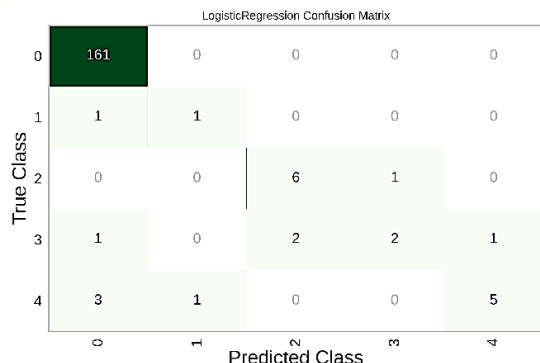 LogisticRegression Confusion Matrix
True Class
0 161 0 0 0 0
1 1 1 0 0 0
2 0 0 6 1 0
3 1 0 2 2 1
4 3 1 0 0 5
0 1 2 3 4
Predicted Class